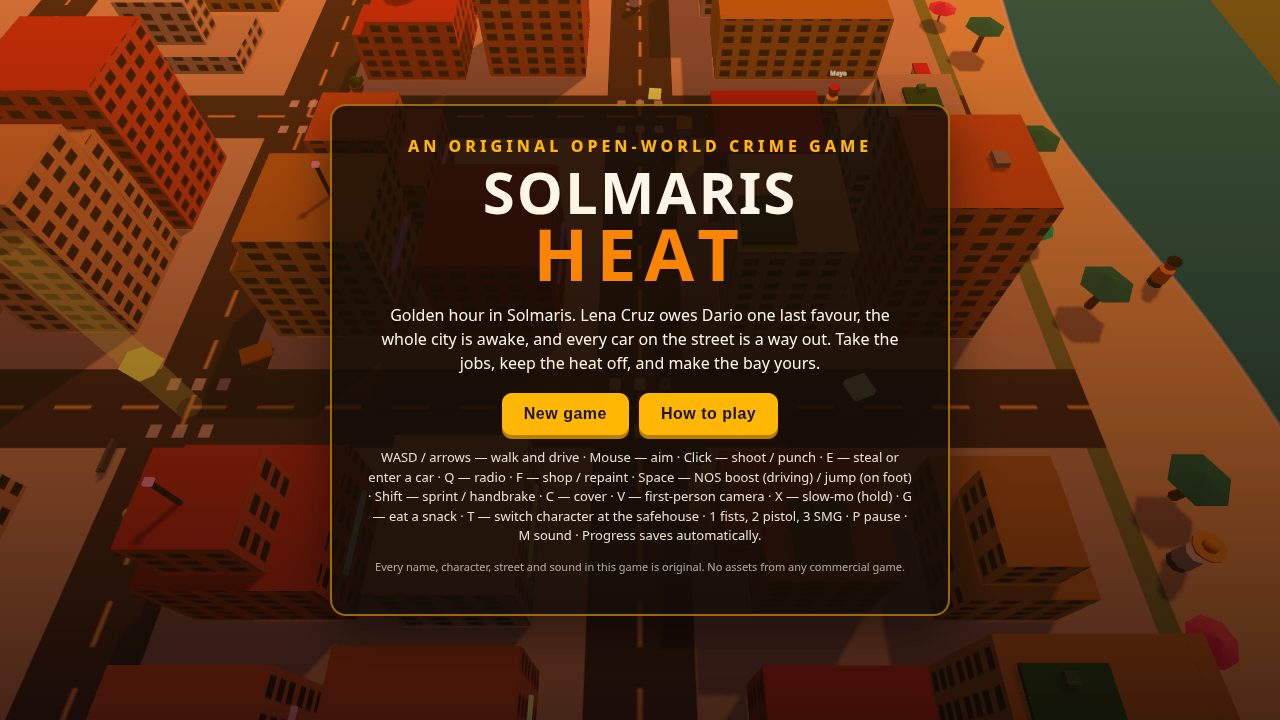 Maya
AN ORIGINAL OPEN-WORLD CRIME GAME
SOLMARIS
HEAT
Golden hour in Solmaris. Lena Cruz owes Dario one last favour, the
whole city is awake, and every car on the street is a way out. Take the
jobs, keep the heat off, and make the bay yours.
New game
How to play
WASD / arrows — walk and drive · Mouse — aim · Click — shoot / punch · E — steal or
enter a car · Q — radio · F — shop / repaint · Space — NOS boost (driving) / jump (on foot)
· Shift — sprint / handbrake · C — cover · V — first-person camera · X — slow-mo (hold) · G
— eat a snack · T — switch character at the safehouse · 1 fists, 2 pistol, 3 SMG · P pause ·
M sound · Progress saves automatically.
Every name, character, street and sound in this game is original. No assets from any commercial game.